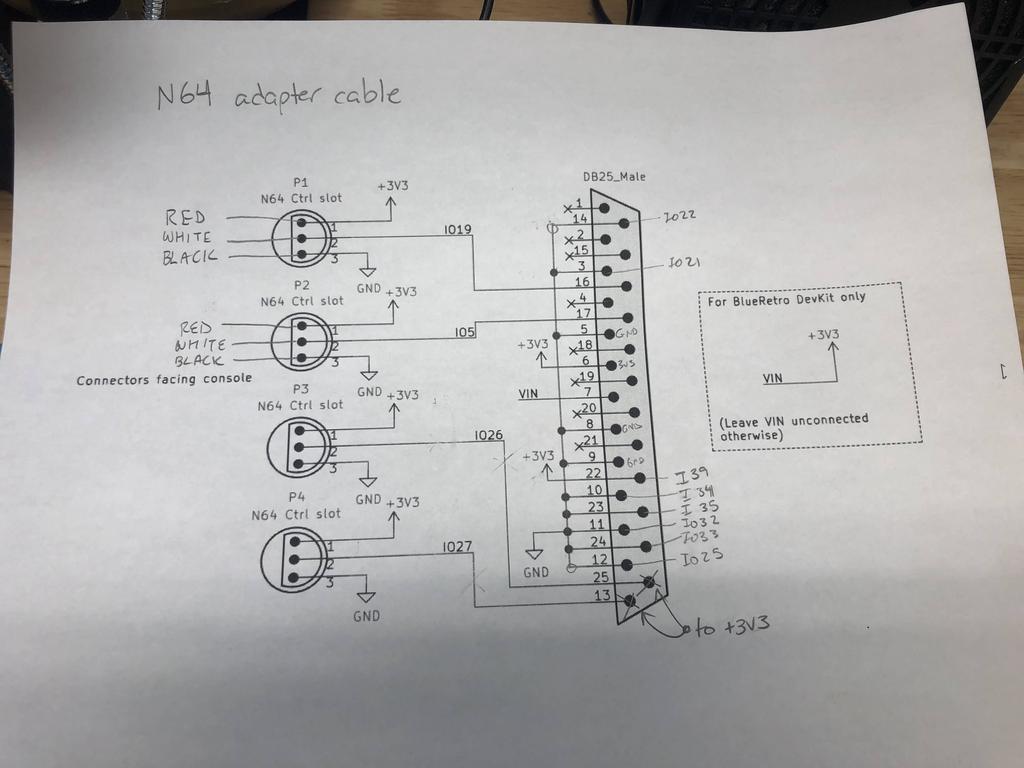 N64 adapter cable
P1
N64 Ctrl slot
+3V3
RED
WHITE
BLACK
1
2
3
IO19
GND
P2
N64 Ctrl slot
+3V3
RED
WHITE
BLACK
1
2
3
IO5
GND
Connectors facing console
P3
N64 Ctrl slot
+3V3
1
2
3
IO26
GND
P4
N64 Ctrl slot
+3V3
1
2
3
IO27
GND
DB25_Male
1
14 IO22
2
15
3 IO21
16
4
17
5 GND
+3V3 18
6 3V3
19
VIN 7
20
8 GND
21
+3V3 9 GND
22 I39
10 I34
23 I35
11 IO32
24 IO33
GND 12 IO25
25
13
to +3V3
For BlueRetro DevKit only
+3V3
VIN
(Leave VIN unconnected
otherwise)